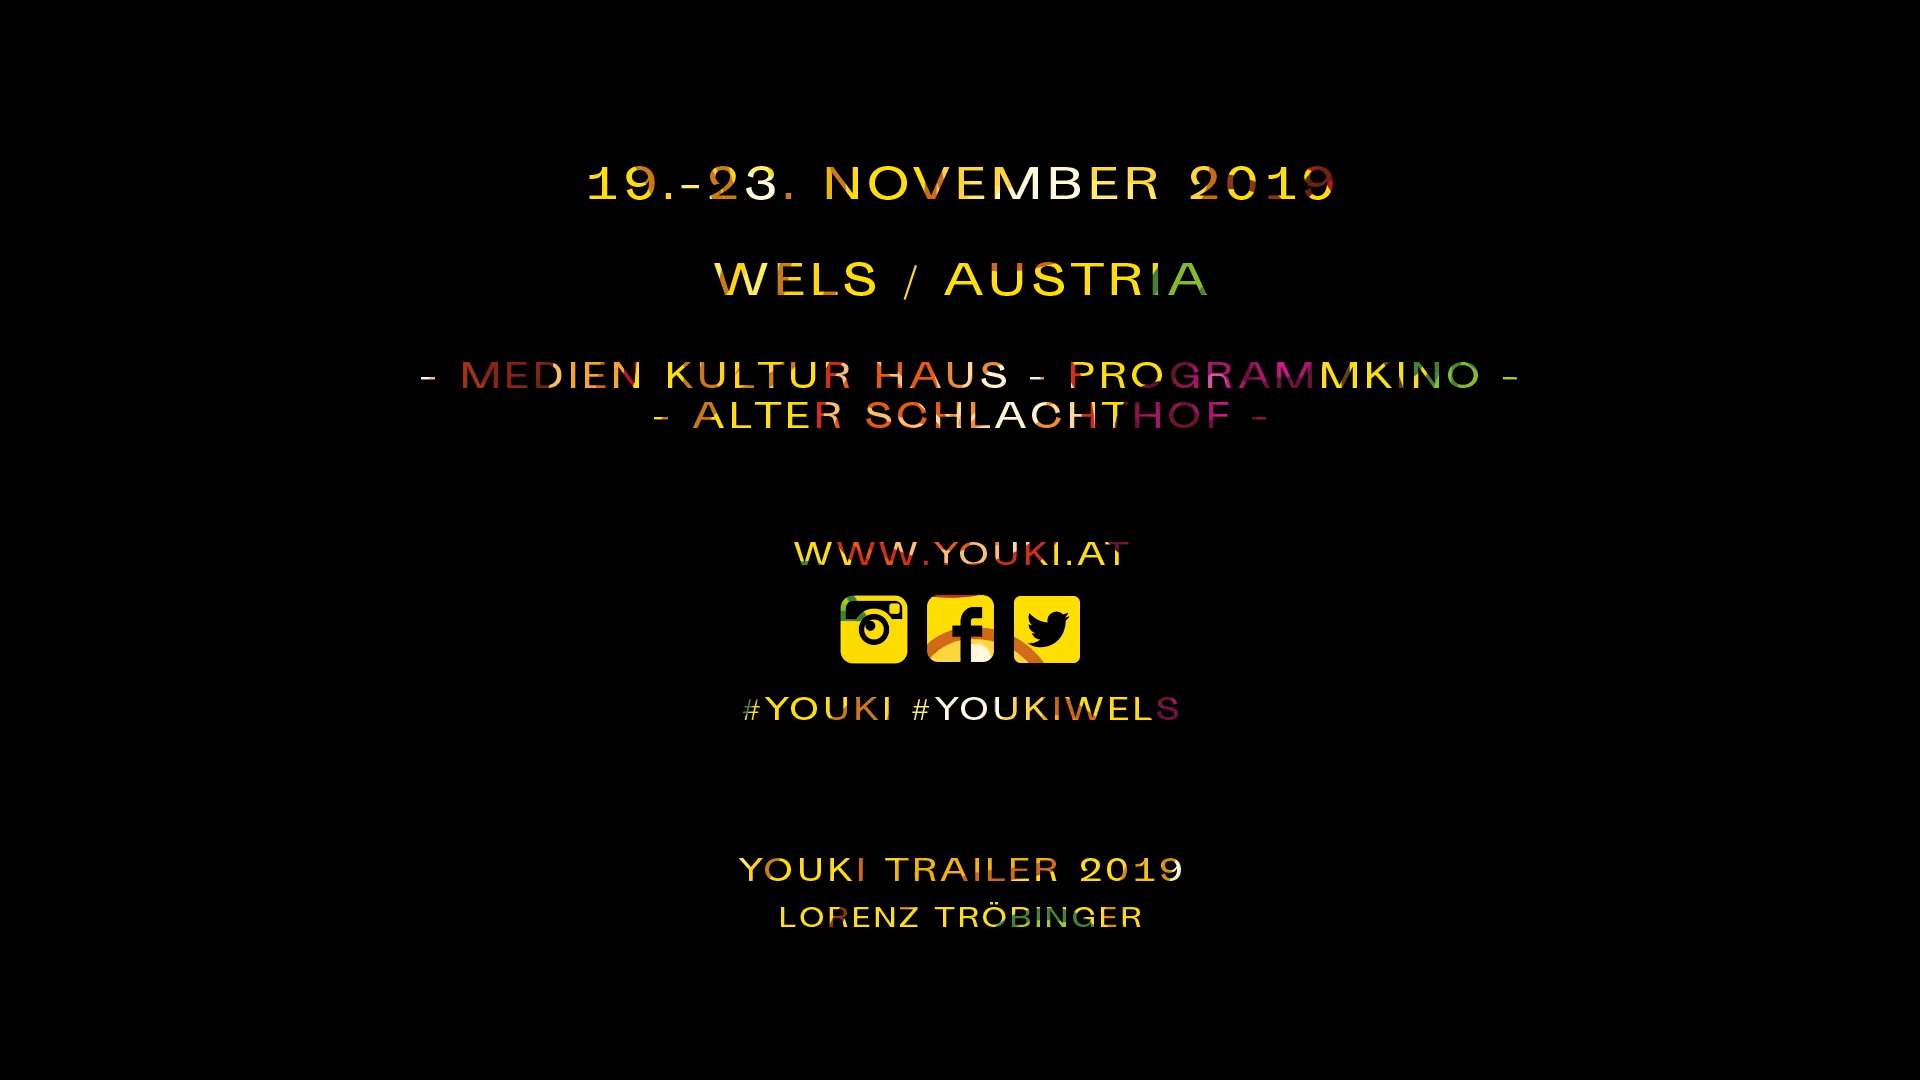 19.-23. NOVEMBER 2019
WELS / AUSTRIA
- MEDIEN KULTUR HAUS - PROGRAMMKINO -
- ALTER SCHLACHTHOF -
WWW.YOUKI.AT
#YOUKI #YOUKIWELS
YOUKI TRAILER 2019
LORENZ TRÖBINGER